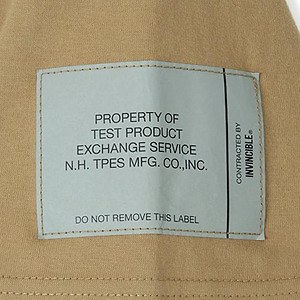 PROPERTY OF
TEST PRODUCT
EXCHANGE SERVICE
N.H. TPES MFG. CO.,INC.
DO NOT REMOVE THIS LABEL
CONTRACTED BY
INVINCIBLE®